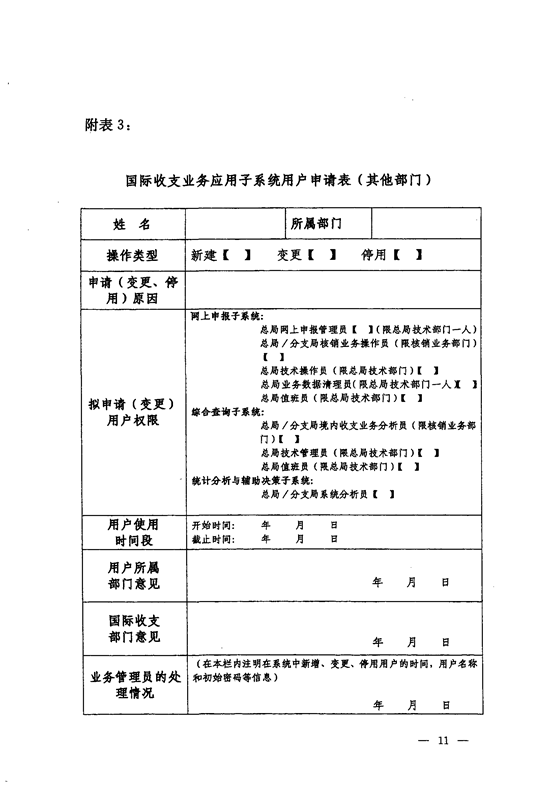 附表3：
国际收支业务应用子系统用户申请表（其他部门）
姓 名
所属部门
操作类型
新建【 】 变更【 】 停用【 】
申请（变更、停
用）原因
拟申请（变更）
用户权限
网上申报子系统：
总局网上申报管理员【 】（限总局技术部门一人）
总局／分支局核销业务操作员（限核销业务部门）
【 】
总局技术操作员（限总局技术部门）【 】
总局业务数据清理员（限总局技术部门一人）【 】
总局值班员（限总局技术部门）【 】
综合查询子系统：
总局／分支局境内收支业务分析员（限核销业务部
门）【 】
总局技术管理员（限总局技术部门）【 】
总局值班员（限总局技术部门）【 】
统计分析与辅助决策子系统：
总局／分支局系统分析员【 】
用户使用
时间段
开始时间： 年 月 日
截止时间： 年 月 日
用户所属
部门意见
年 月 日
国际收支
部门意见
年 月 日
业务管理员的处
理情况
（在本栏内注明在系统中新增、变更、停用用户的时间，用户名称
和初始密码等信息）
年 月 日
— 11 —